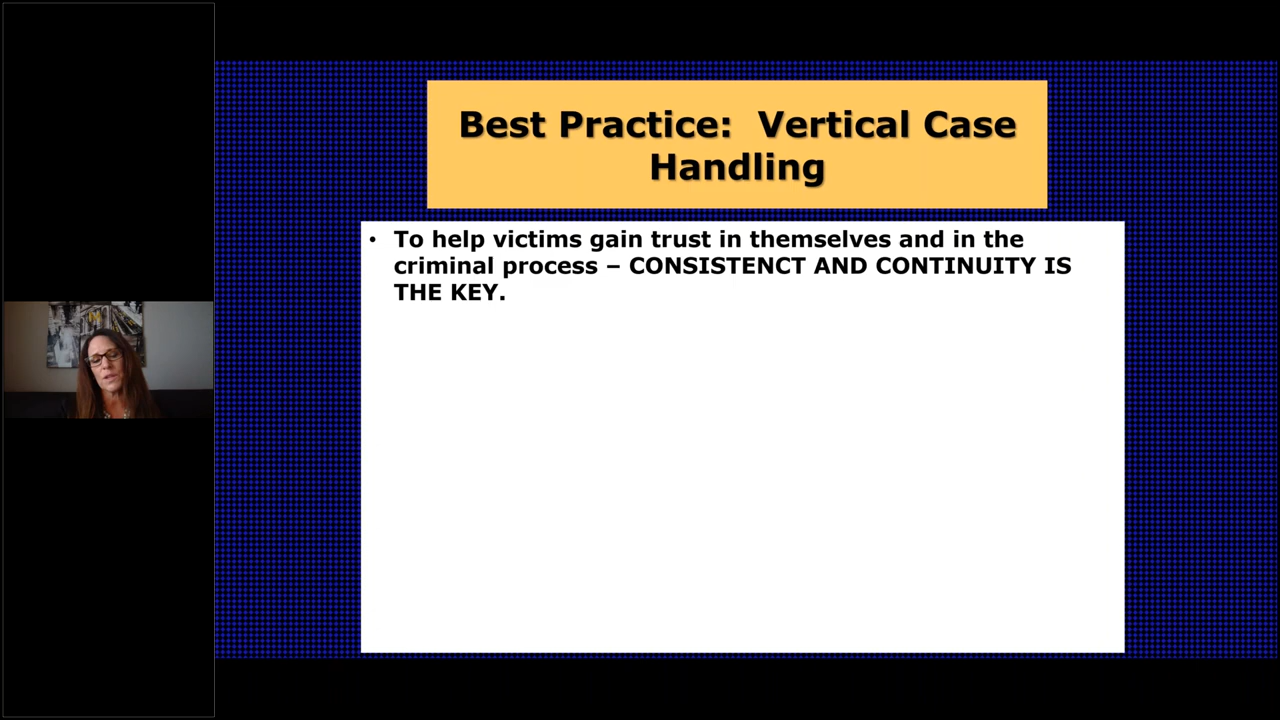 Best Practice:  Vertical Case
Handling
• To help victims gain trust in themselves and in the
criminal process – CONSISTENCT AND CONTINUITY IS
THE KEY.